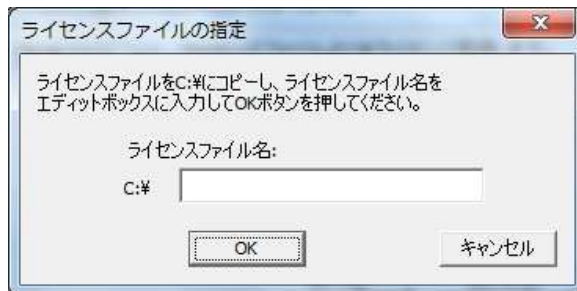 ライセンスファイルの指定
ライセンスファイルをC:¥にコピーし、ライセンスファイル名を
エディットボックスに入力してOKボタンを押してください。
ライセンスファイル名:
C:¥
OK
キャンセル